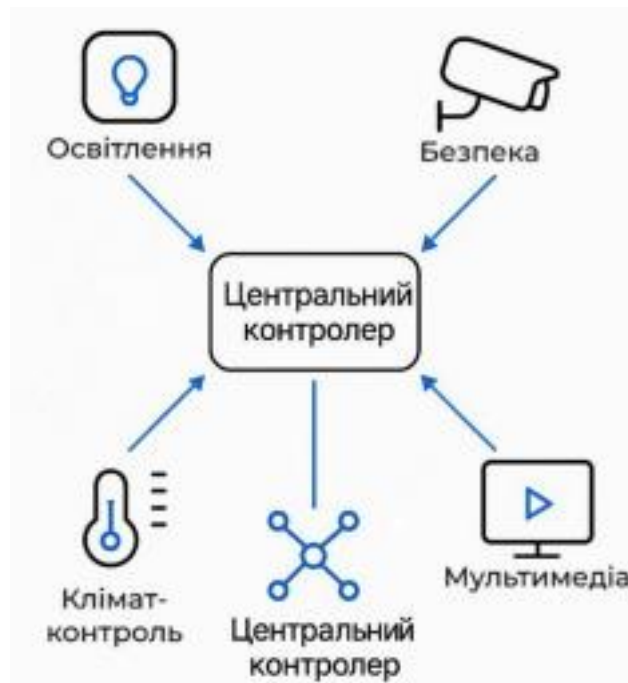 Освітлення
Безпека
Центральний
контролер
Клімат-
контроль
Центральний
контролер
Мультимедіа